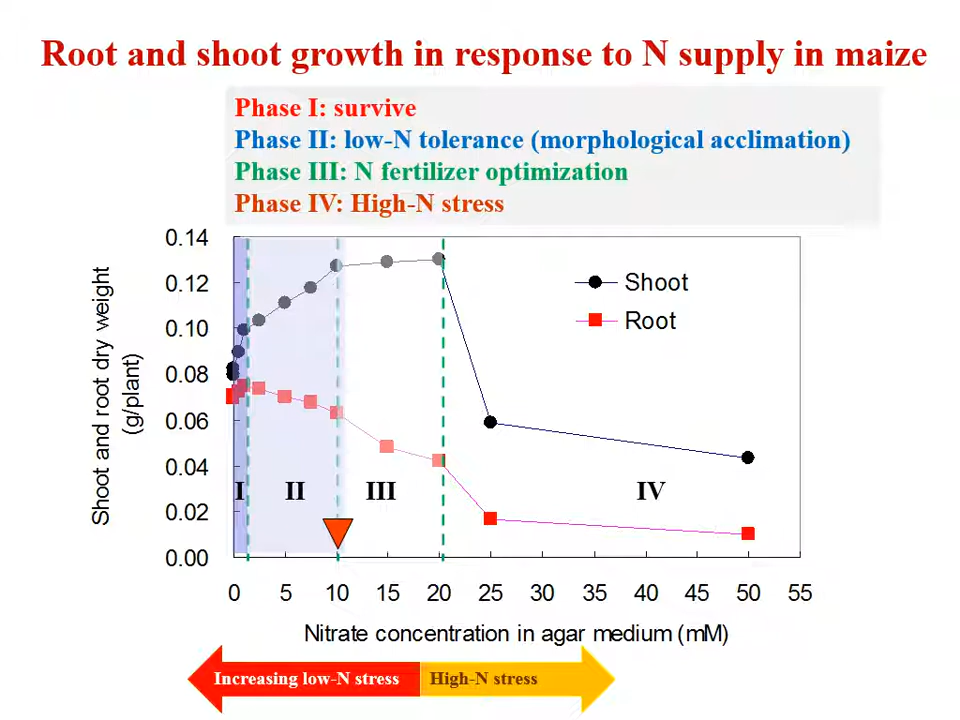 Root and shoot growth in response to N supply in maize
Phase I: survive
Phase II: low-N tolerance (morphological acclimation)
Phase III: N fertilizer optimization
Phase IV: High-N stress
Shoot and root dry weight
(g/plant)
0.14
0.12
0.10
0.08
0.06
0.04
0.02
0.00
Shoot
Root
I
II
III
IV
0 5 10 15 20 25 30 35 40 45 50 55
Nitrate concentration in agar medium (mM)
Increasing low-N stress
High-N stress